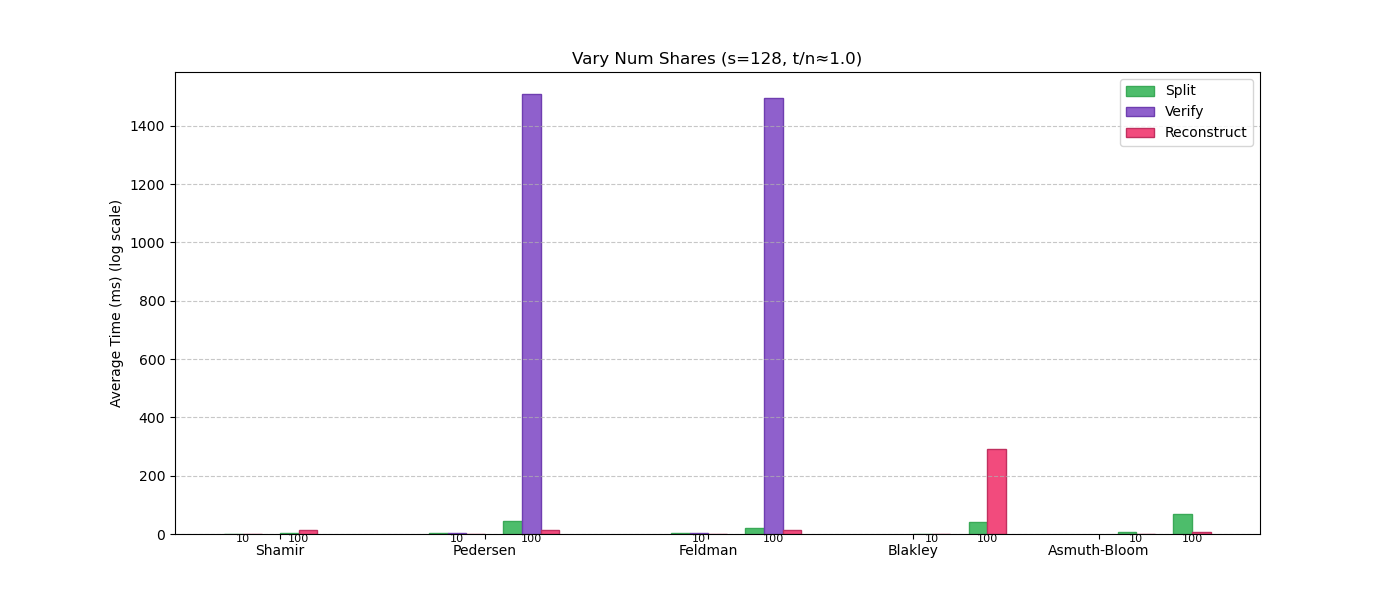 Vary Num Shares (s=128, t/n≈1.0)
Split
Verify
Reconstruct
Average Time (ms) (log scale)
1400
1200
1000
800
600
400
200
0
10 100 10 100 10 100 10 100 10 100
Shamir Pedersen Feldman Blakley Asmuth-Bloom